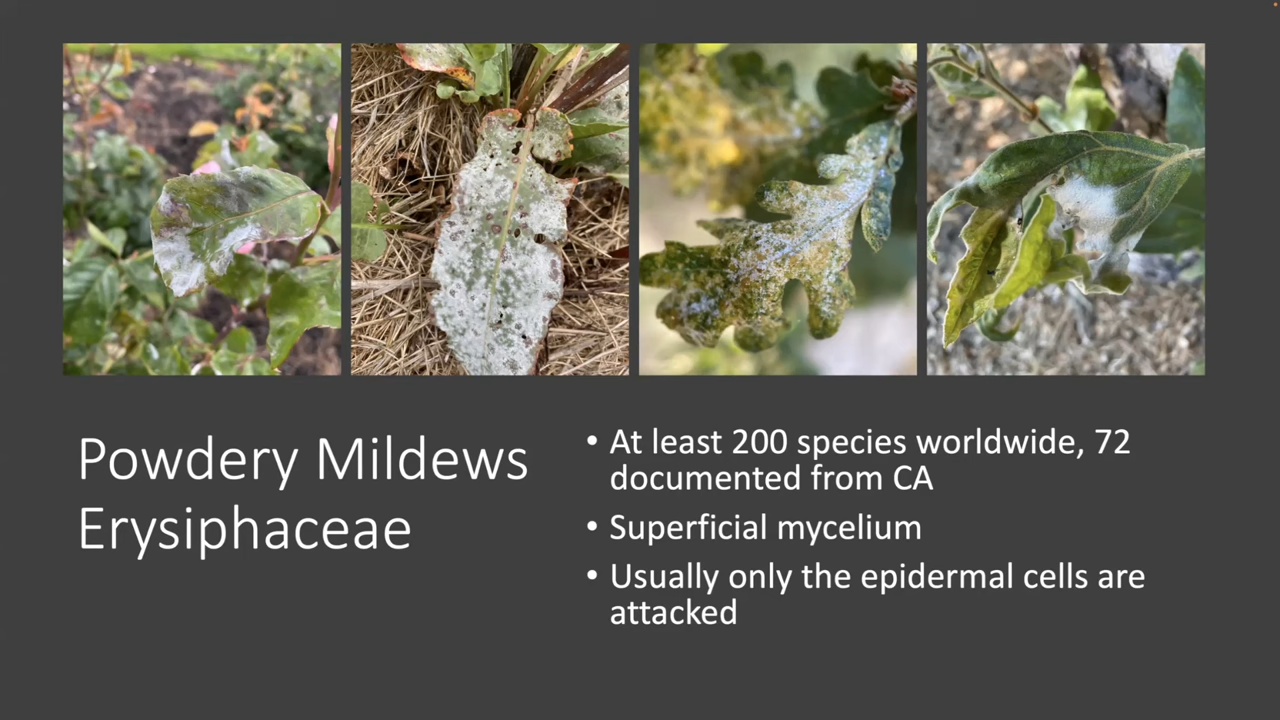 Powdery Mildews
Erysiphaceae
• At least 200 species worldwide, 72
documented from CA
• Superficial mycelium
• Usually only the epidermal cells are
attacked